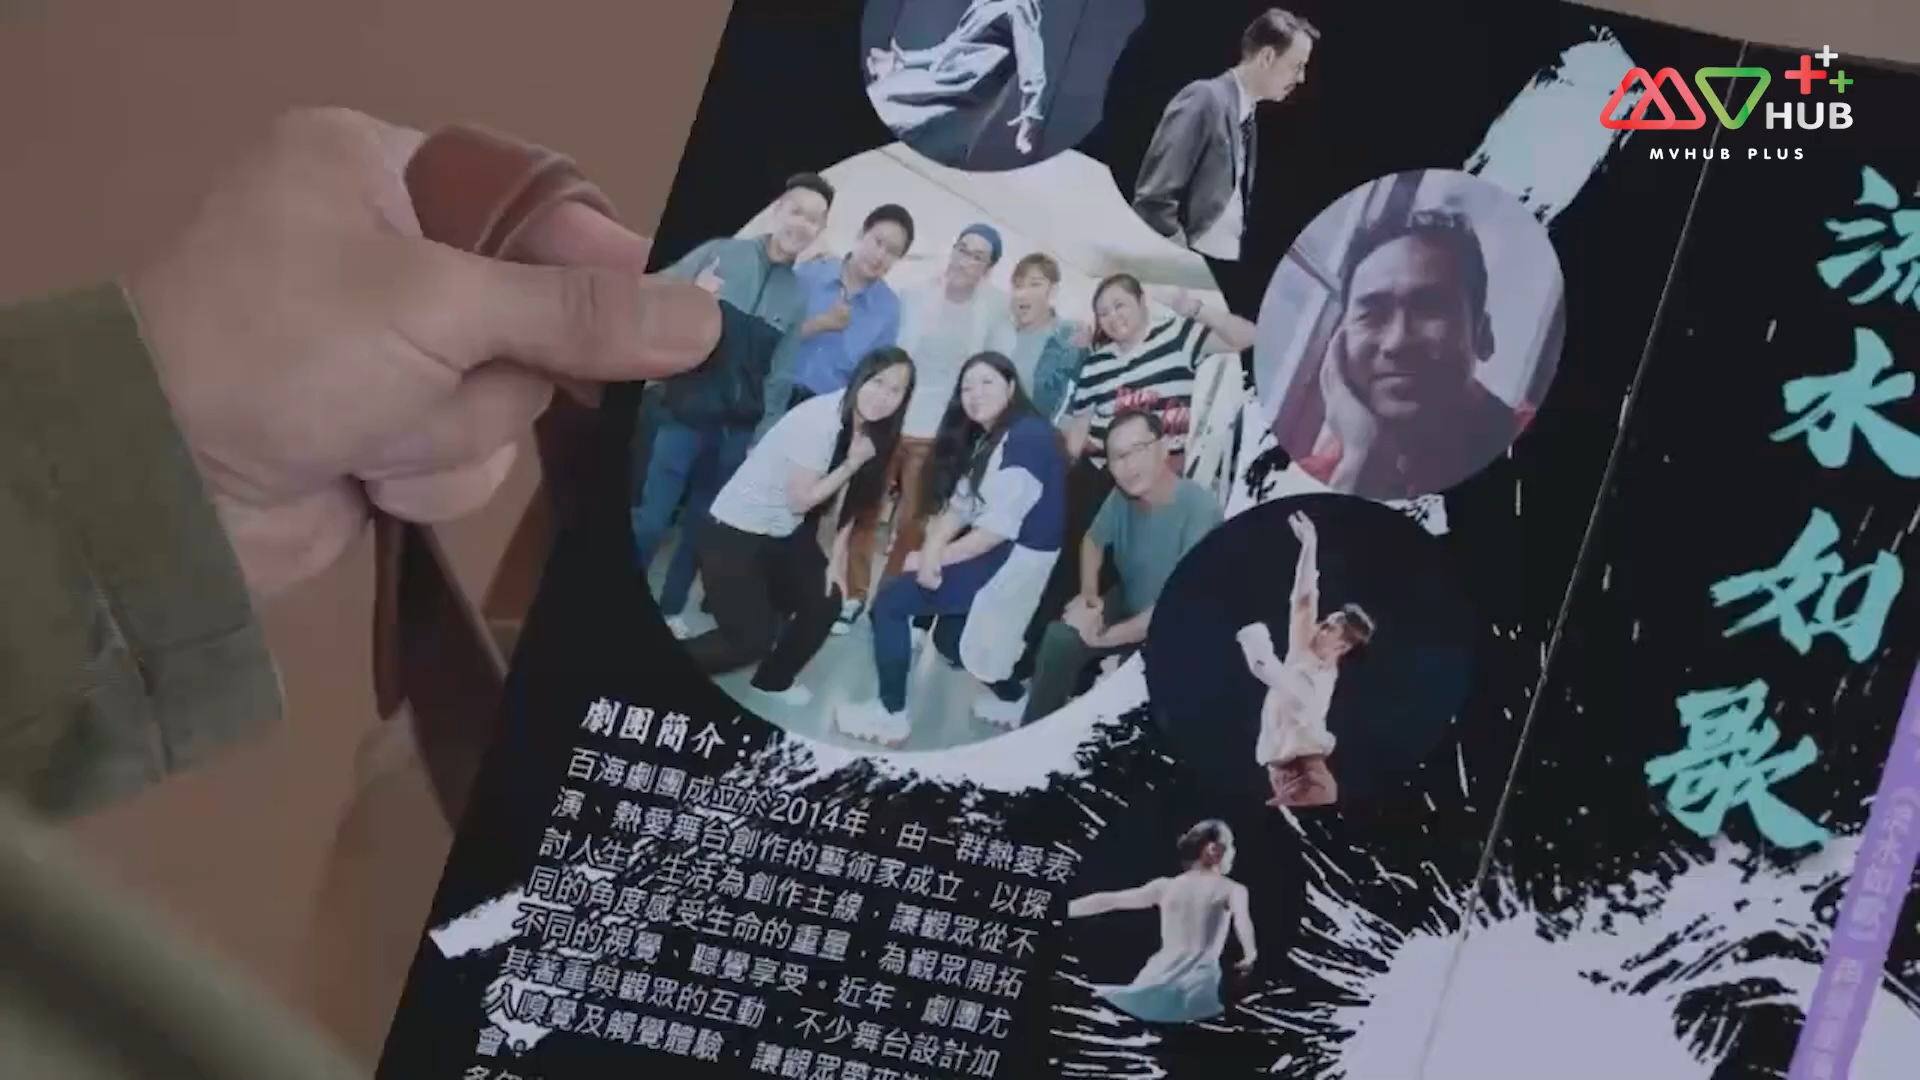 MV HUB
MVHUB PLUS
流水如歌
劇團簡介：
百海劇團成立於2014年，由一群熱愛表
演、熱愛舞台創作的藝術家成立，以探
討人生、生活為創作主線，讓觀眾從不
同的角度感受生命的重量，為觀眾開拓
不同的視覺、聽覺享受。近年，劇團尤
其著重與觀眾的互動，不少舞台設計加
入嗅覺及觸覺體驗，讓觀眾帶來
會。